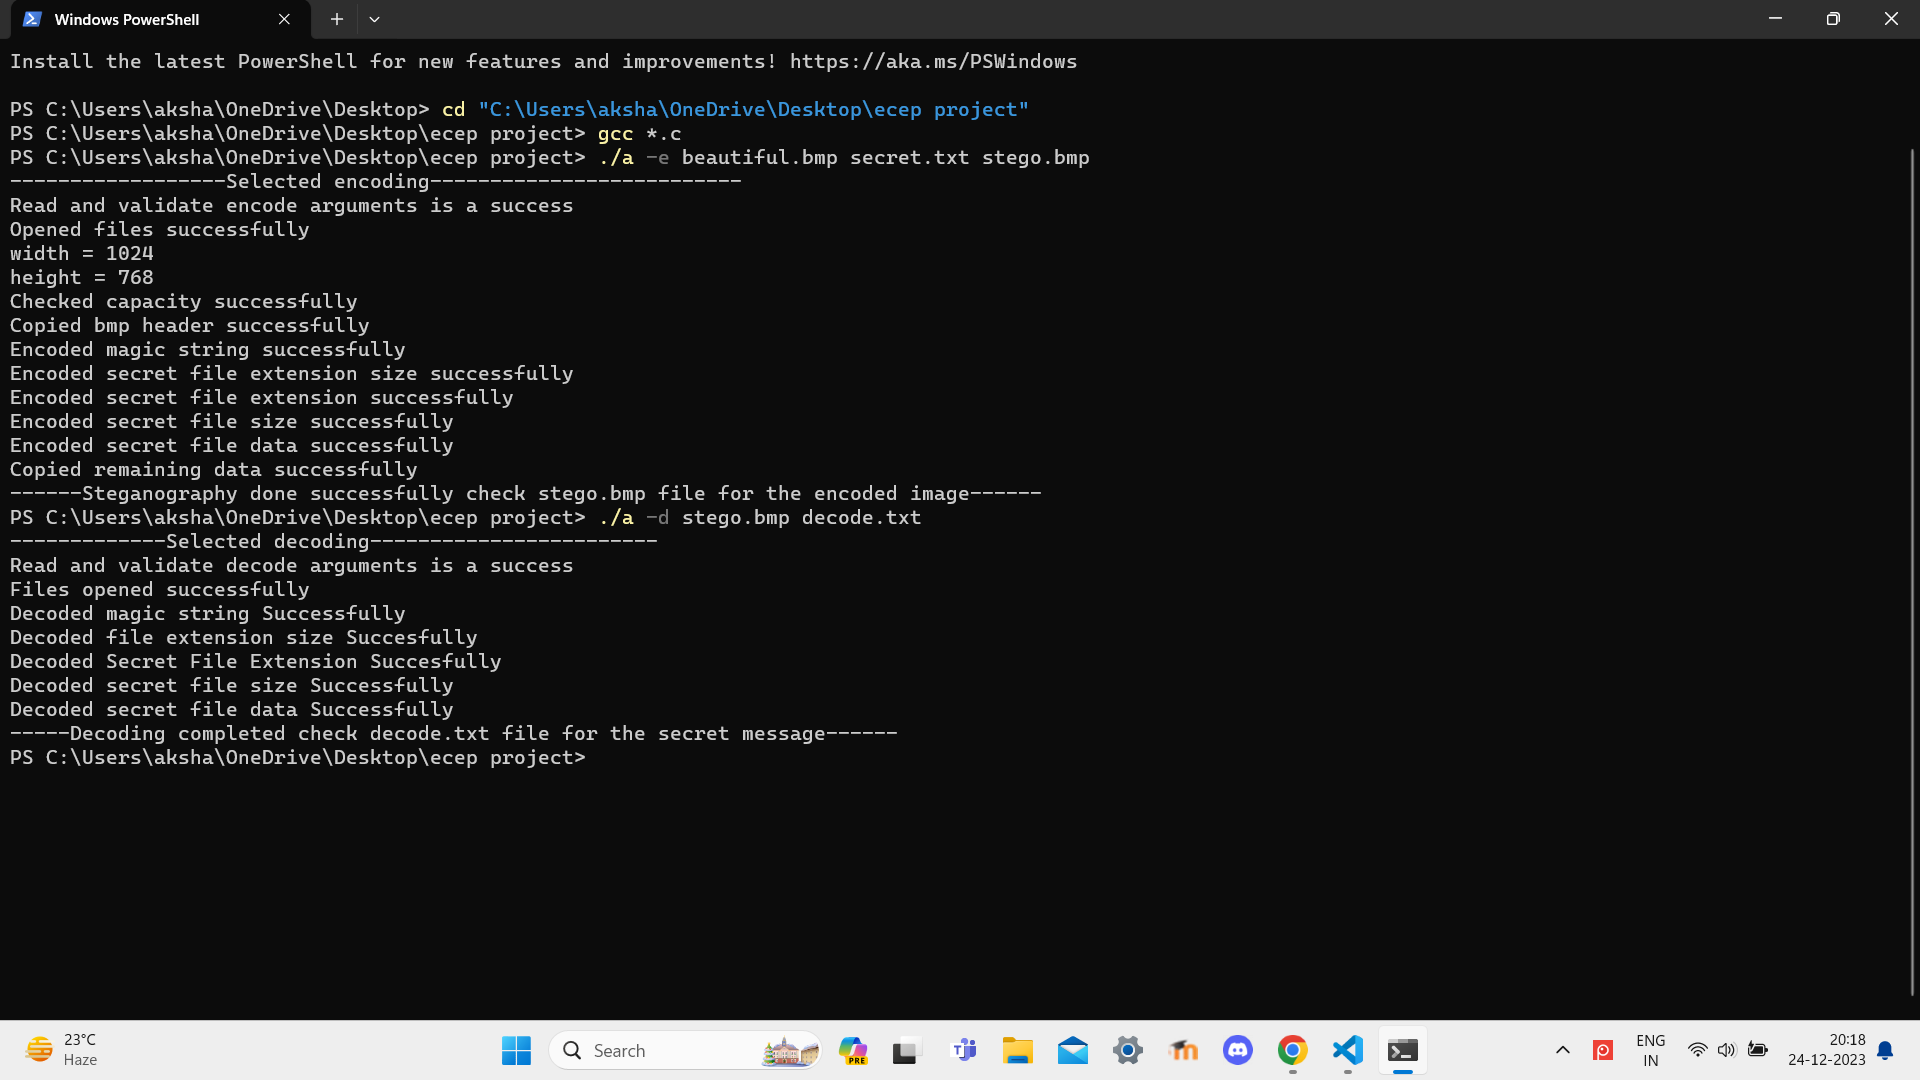 Windows PowerShell
Install the latest PowerShell for new features and improvements! https://aka.ms/PSWindows
PS C:\Users\aksha\OneDrive\Desktop> cd "C:\Users\aksha\OneDrive\Desktop\ecep project"
PS C:\Users\aksha\OneDrive\Desktop\ecep project> gcc *.c
PS C:\Users\aksha\OneDrive\Desktop\ecep project> ./a -e beautiful.bmp secret.txt stego.bmp
------------------Selected encoding--------------------------
Read and validate encode arguments is a success
Opened files successfully
width = 1024
height = 768
Checked capacity successfully
Copied bmp header successfully
Encoded magic string successfully
Encoded secret file extension size successfully
Encoded secret file extension successfully
Encoded secret file size successfully
Encoded secret file data successfully
Copied remaining data successfully
------Steganography done successfully check stego.bmp file for the encoded image------
PS C:\Users\aksha\OneDrive\Desktop\ecep project> ./a -d stego.bmp decode.txt
-------------Selected decoding------------------------
Read and validate decode arguments is a success
Files opened successfully
Decoded magic string Successfully
Decoded file extension size Succesfully
Decoded Secret File Extension Succesfully
Decoded secret file size Successfully
Decoded secret file data Successfully
-----Decoding completed check decode.txt file for the secret message------
PS C:\Users\aksha\OneDrive\Desktop\ecep project>
23°C
Haze
Search
PRE
ENG
IN
20:18
24-12-2023